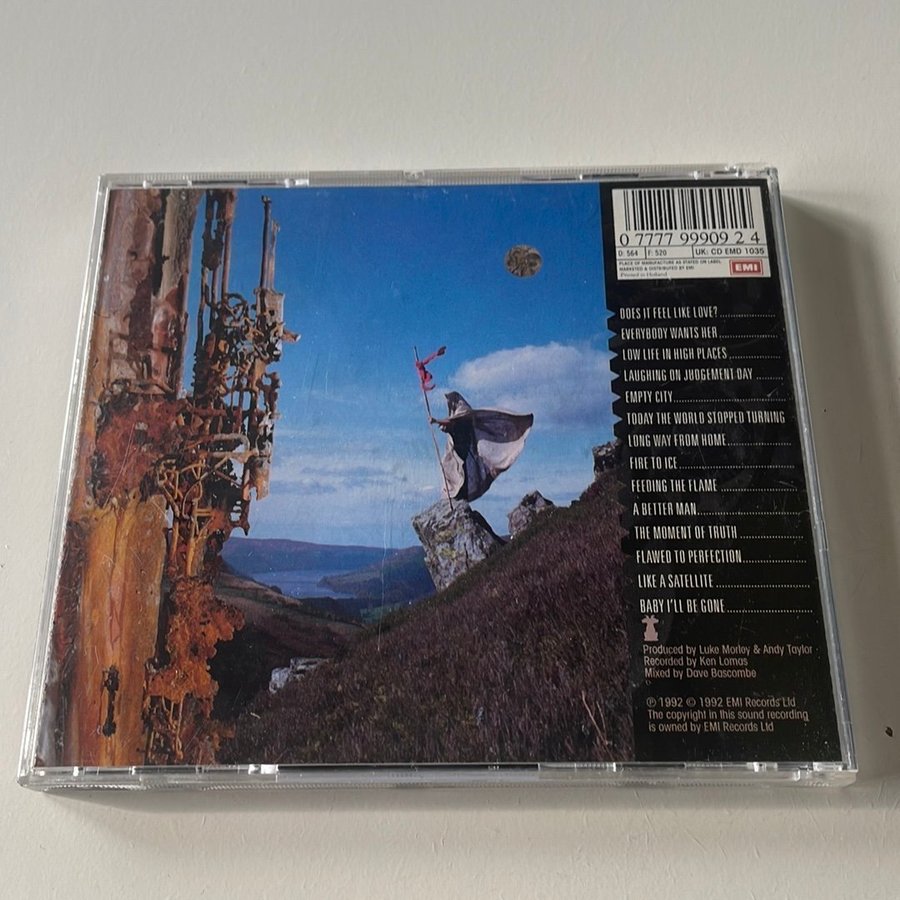 0 7777 99909 2 4
D: 564 F: 520 UK: CD EMD 1035
PLACE OF MANUFACTURE AS STATED ON LABEL
MARKETED & DISTRIBUTED BY EMI
Printed in Holland
EMI
DOES IT FEEL LIKE LOVE?
EVERYBODY WANTS HER
LOW LIFE IN HIGH PLACES
LAUGHING ON JUDGEMENT DAY
EMPTY CITY
TODAY THE WORLD STOPPED TURNING
LONG WAY FROM HOME
FIRE TO ICE
FEEDING THE FLAME
A BETTER MAN
THE MOMENT OF TRUTH
FLAWED TO PERFECTION
LIKE A SATELLITE
BABY I'LL BE GONE
Produced by Luke Morley & Andy Taylor
Recorded by Ken Lomas
Mixed by Dave Bascombe
℗ 1992 © 1992 EMI Records Ltd
The copyright in this sound recording
is owned by EMI Records Ltd